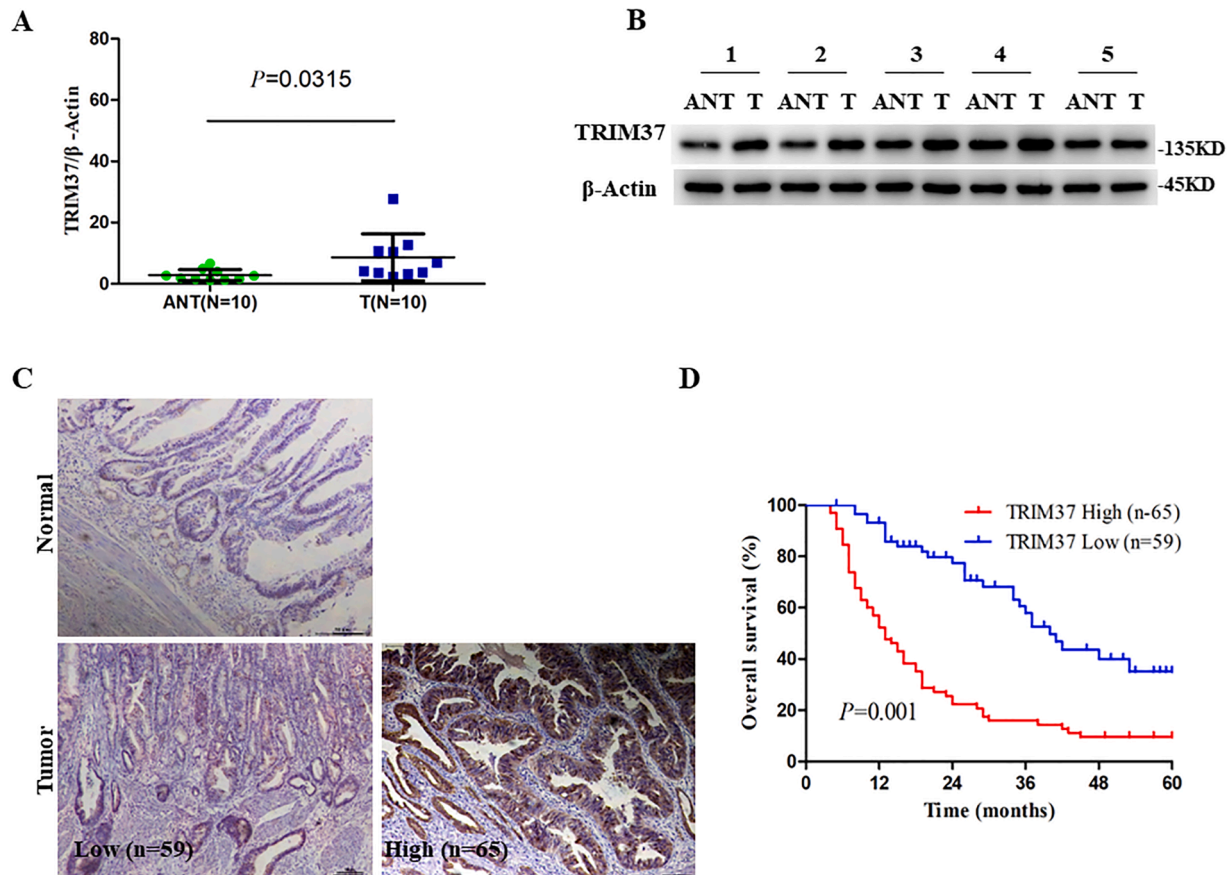 A
80
60
40
20
0
TRIM37/β -Actin
P=0.0315
ANT(N=10) T(N=10)
B
1 2 3 4 5
ANT T ANT T ANT T ANT T ANT T
TRIM37
-135KD
β-Actin
-45KD
C
Normal
Tumor
Low (n=59)
High (n=65)
D
TRIM37 High (n-65)
TRIM37 Low (n=59)
100
80
60
40
20
0
Overall survival (%)
P=0.001
0 12 24 36 48 60
Time (months)